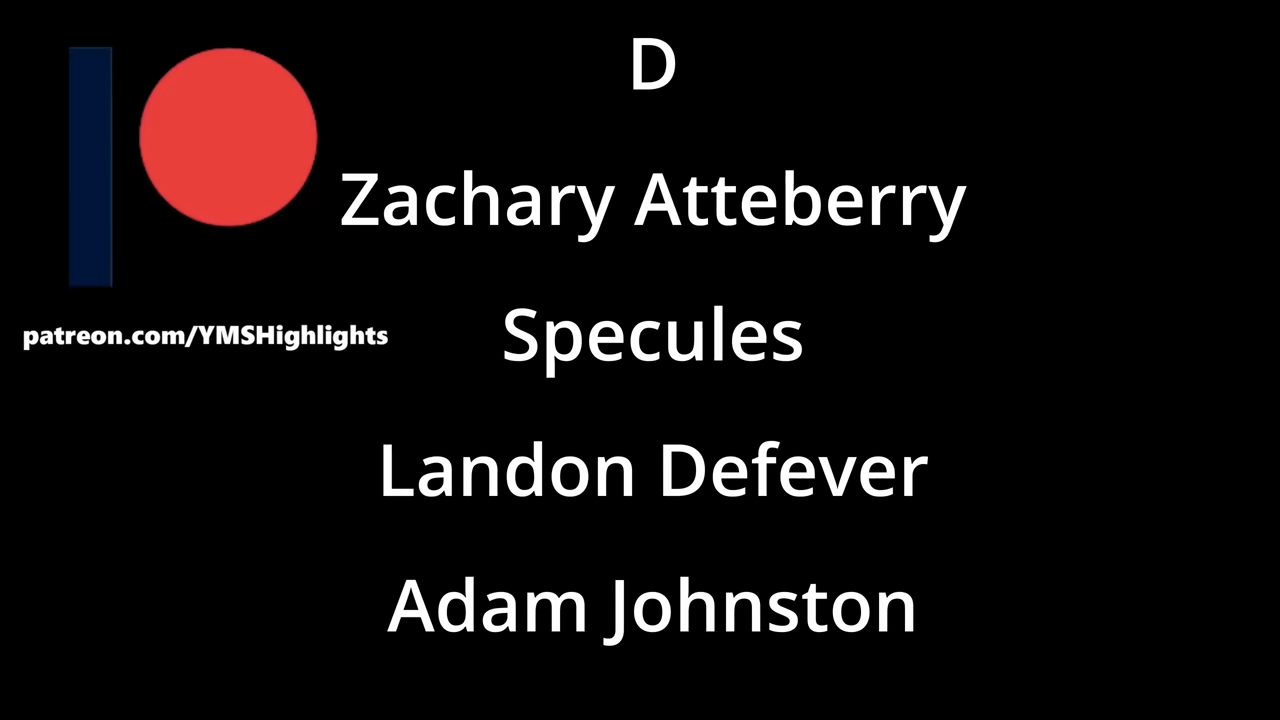 D
Zachary Atteberry
patreon.com/YMSHighlights
Specules
Landon Defever
Adam Johnston